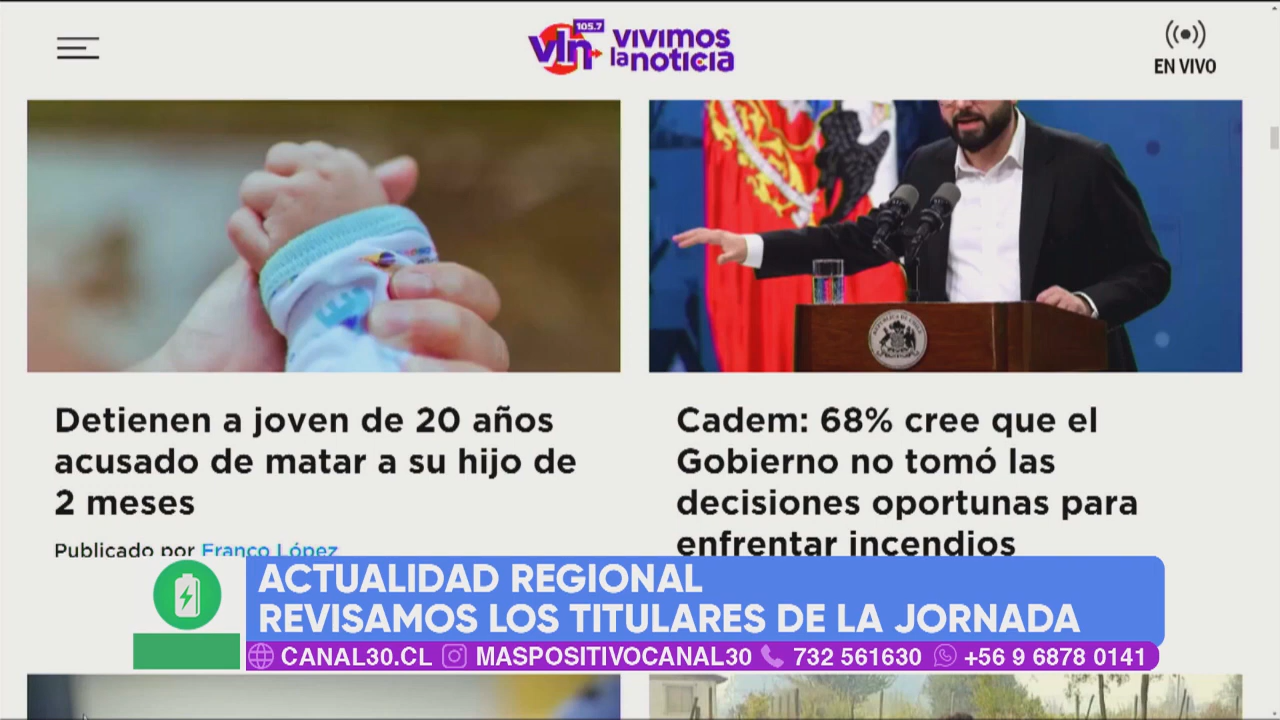 105.7
vln
VIVIMOS
la noticia
EN VIVO
Detienen a joven de 20 años
acusado de matar a su hijo de
2 meses
Publicado por Franco López
Cadem: 68% cree que el
Gobierno no tomó las
decisiones oportunas para
enfrentar incendios
ACTUALIDAD REGIONAL
REVISAMOS LOS TITULARES DE LA JORNADA
CANAL30.CL MASPOSITIVOCANAL30 732 561630 +56 9 6878 0141